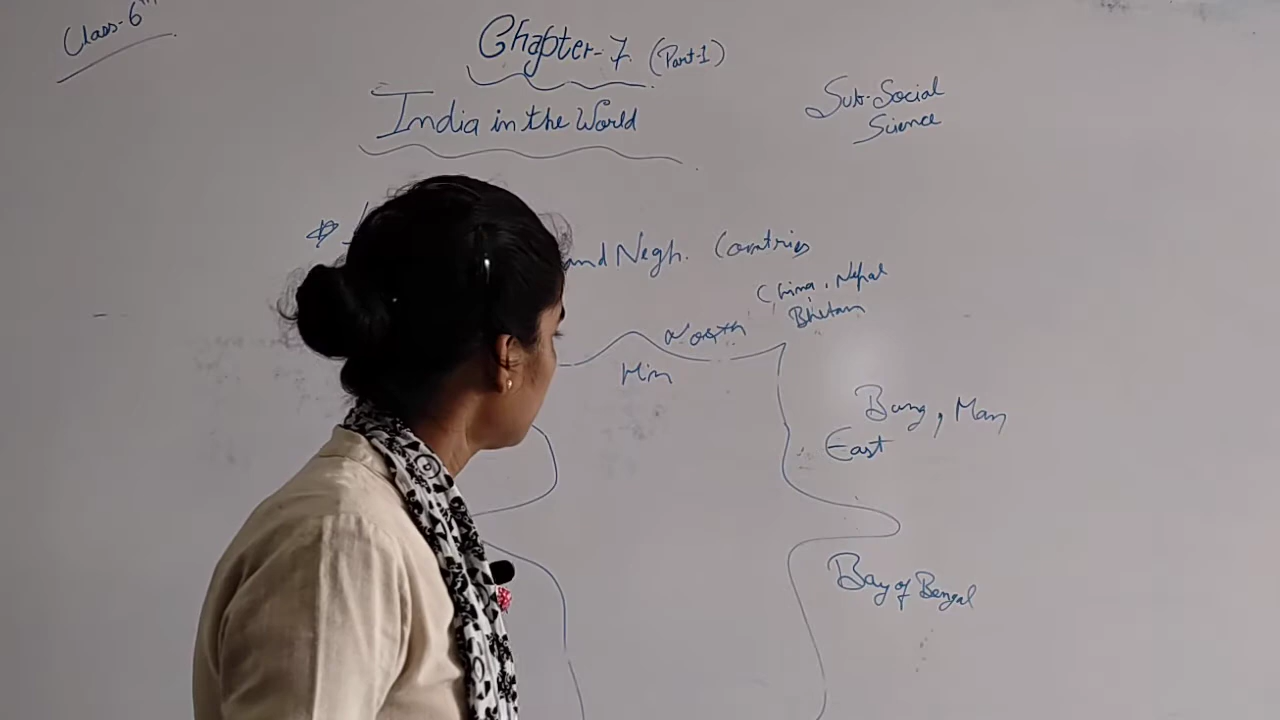 Class-6th
Chapter-7 (Part-1)
India in the World
Sub-Social
Science
and Negh. Countries
China, Nepal
Bhutan
North
Him
Bang, Man
East
Bay of Bengal